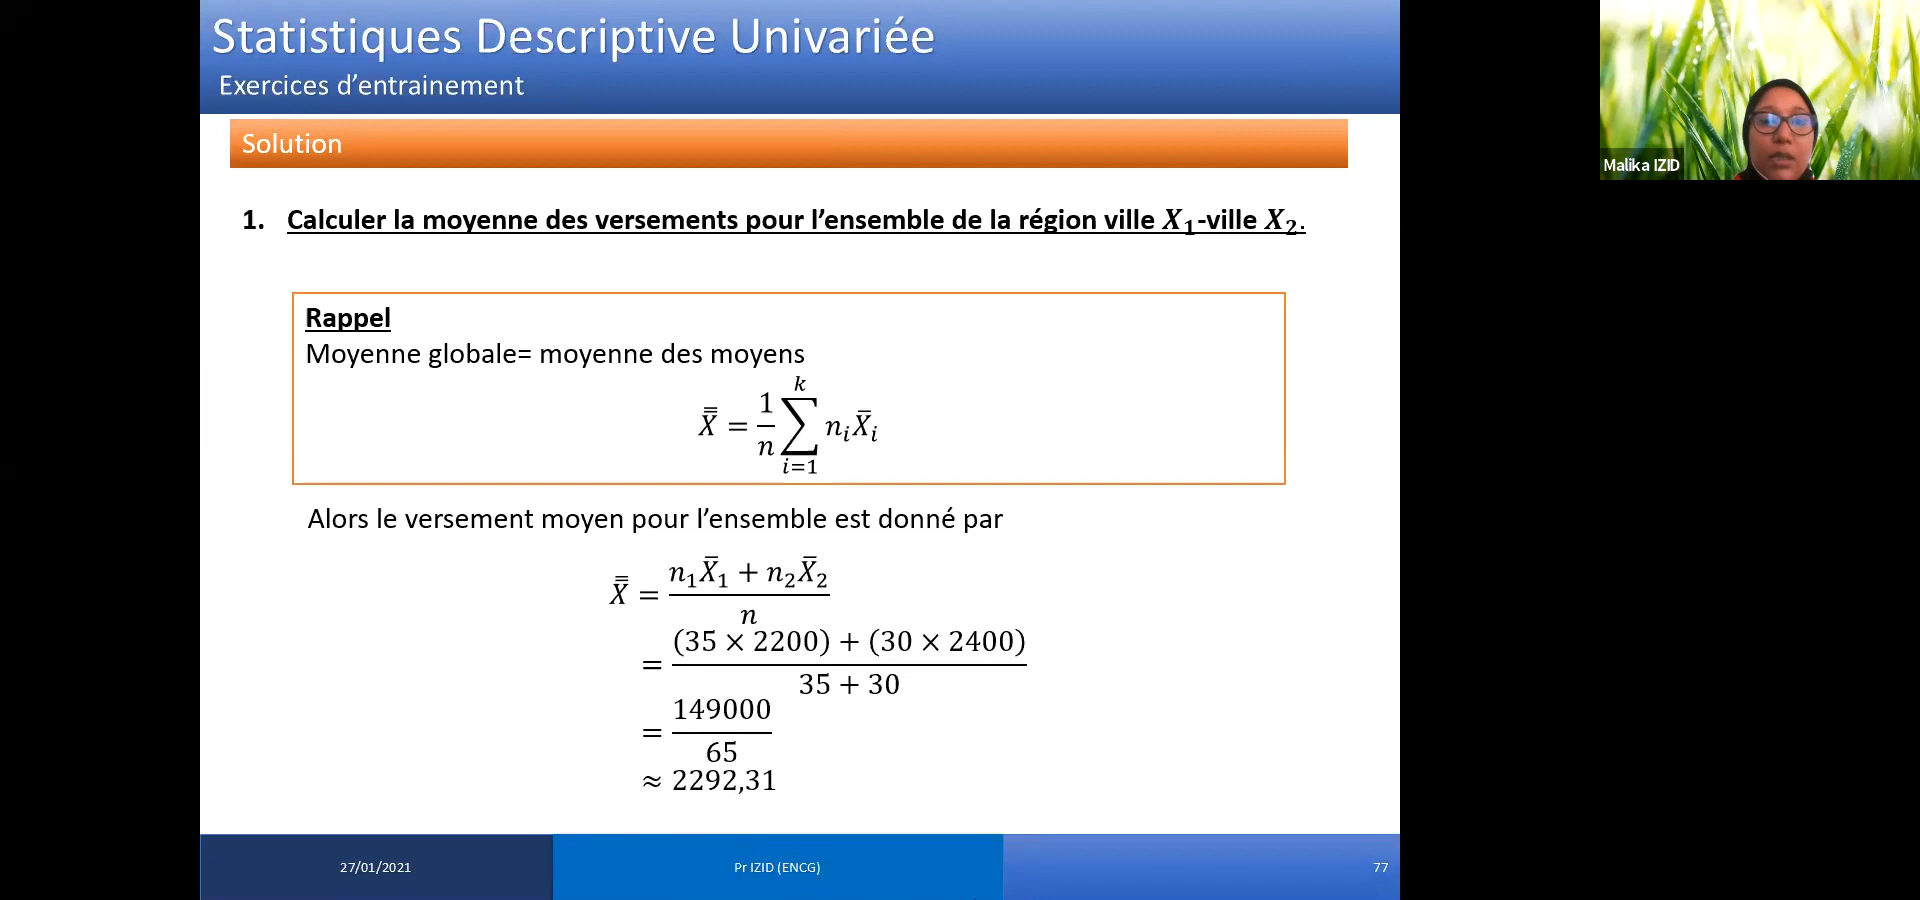 Statistiques Descriptive Univariée
Exercices d'entrainement
Solution
1. Calculer la moyenne des versements pour l'ensemble de la région ville X₁-ville X₂.
Rappel
Moyenne globale= moyenne des moyens
X̿ = 1/n ∑_{i=1}^{k} nᵢX̄ᵢ
Alors le versement moyen pour l'ensemble est donné par
X̿ = (n₁X̄₁ + n₂X̄₂)/n
= ((35 × 2200) + (30 × 2400))/(35 + 30)
= 149000/65
≈ 2292,31
27/01/2021
Pr IZID (ENCG)
77
Malika IZID